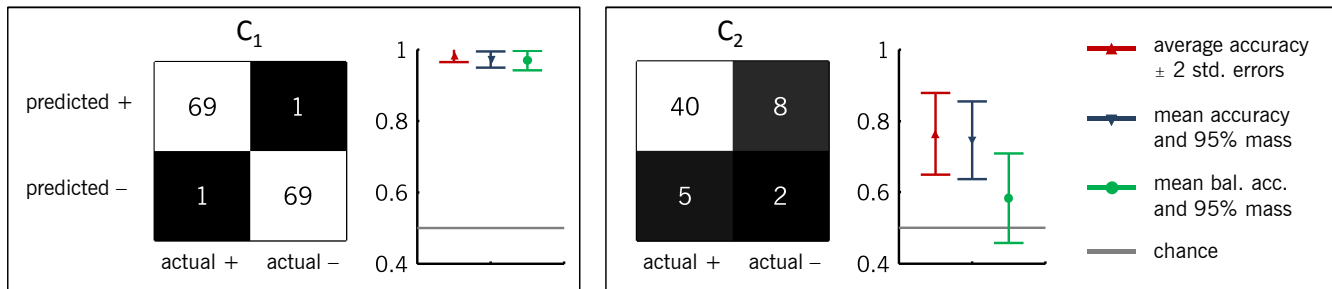 C₁
predicted +
predicted –
69 1
1 69
actual + actual –
1
0.8
0.6
0.4
C₂
40 8
5 2
actual + actual –
1
0.8
0.6
0.4
average accuracy
± 2 std. errors
mean accuracy
and 95% mass
mean bal. acc.
and 95% mass
chance